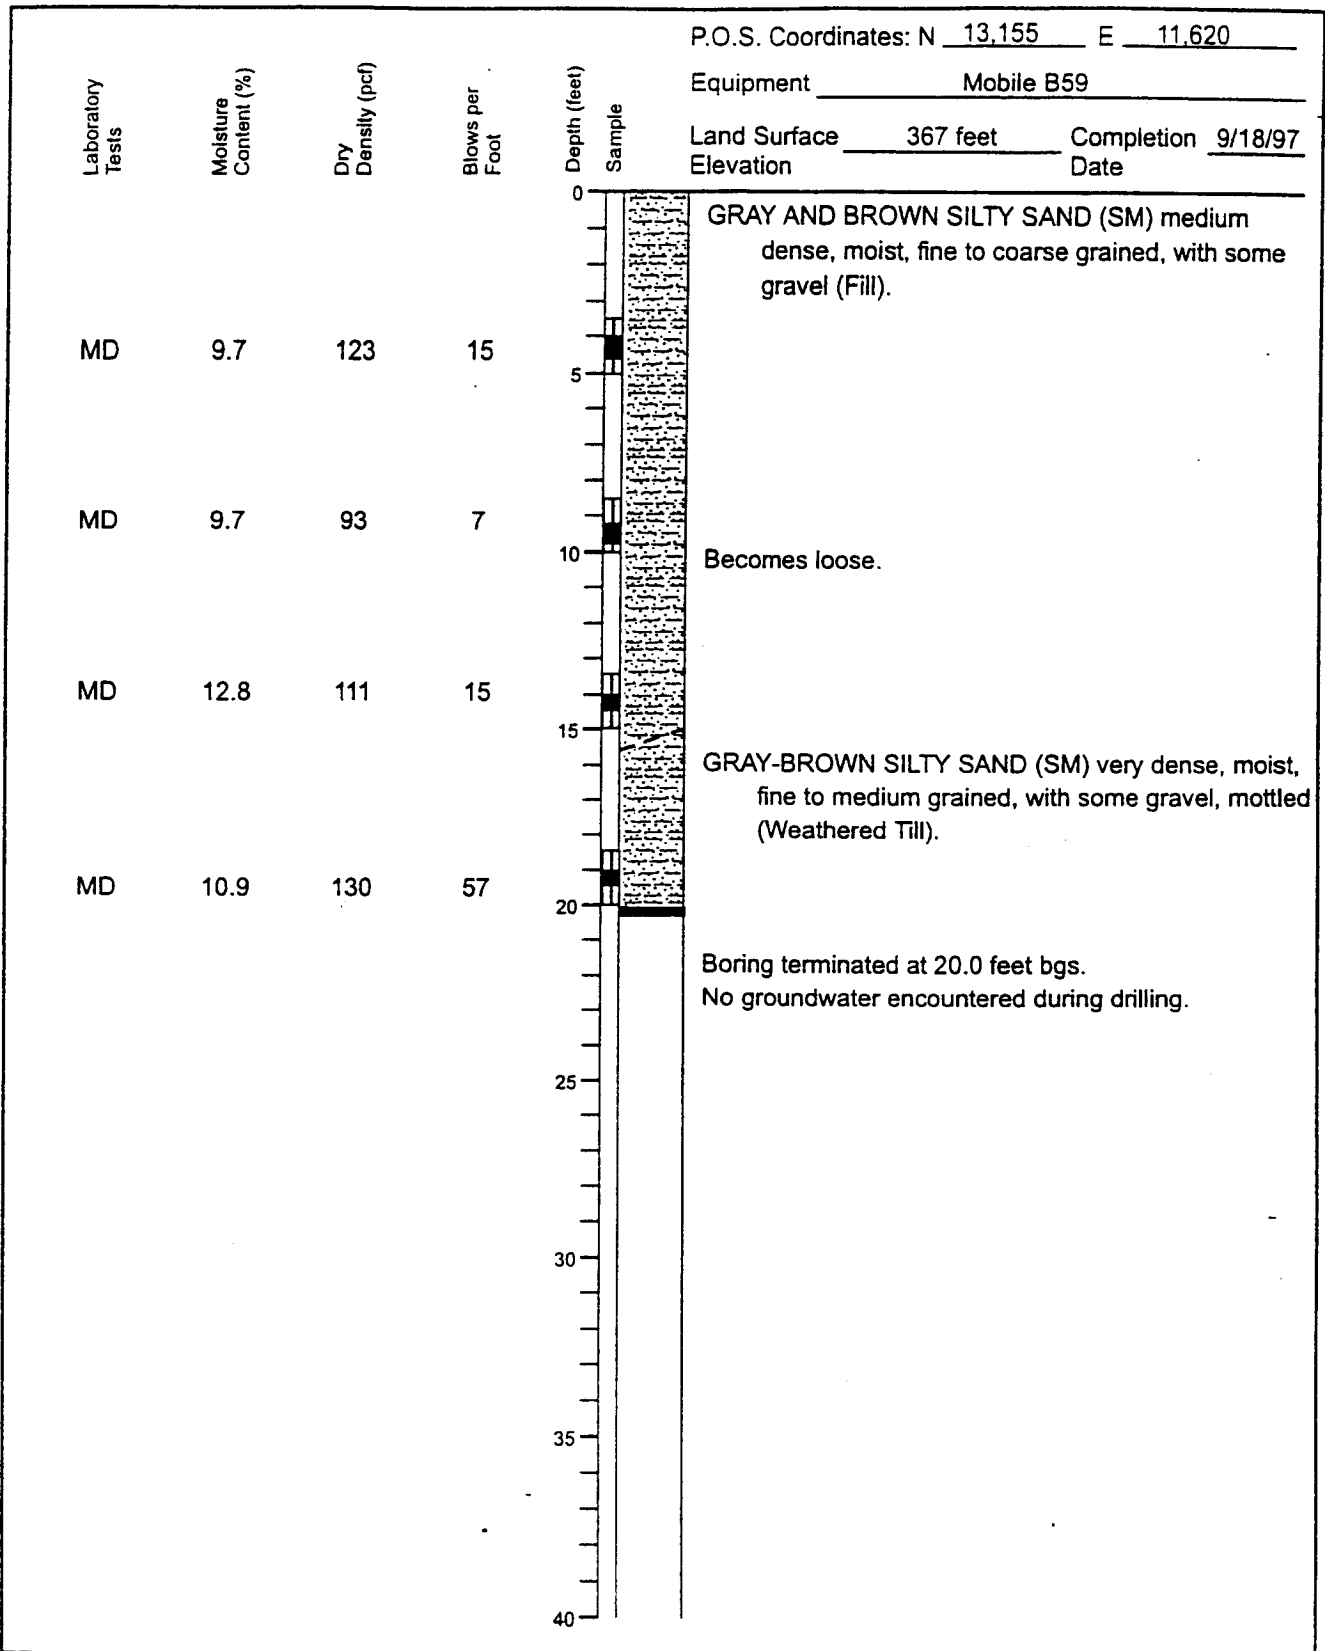 P.O.S. Coordinates: N 13,155 E 11,620
Equipment Mobile B59
Land Surface 367 feet Completion 9/18/97
Elevation Date
Laboratory
Tests
Moisture
Content (%)
Dry
Density (pcf)
Blows per
Foot
Depth (feet)
Sample
0
GRAY AND BROWN SILTY SAND (SM) medium
dense, moist, fine to coarse grained, with some
gravel (Fill).
MD 9.7 123 15
5
MD 9.7 93 7
10
Becomes loose.
MD 12.8 111 15
15
GRAY-BROWN SILTY SAND (SM) very dense, moist,
fine to medium grained, with some gravel, mottled
(Weathered Till).
MD 10.9 130 57
20
Boring terminated at 20.0 feet bgs.
No groundwater encountered during drilling.
25
30
35
40